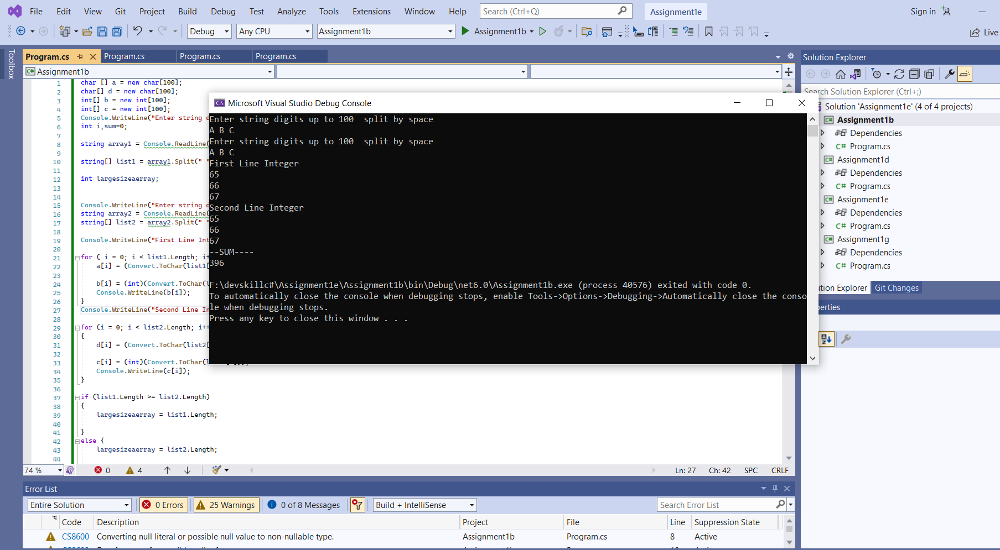 File Edit View Git Project Build Debug Test Analyze Tools Extensions Window Help Search (Ctrl+Q) Assignment1e Sign in
Debug Any CPU Assignment1b Assignment1b Live
Toolbox
Program.cs Program.cs Program.cs Program.cs
C# Assignment1b
1 char [] a = new char[100];
2 char[] d = new char[100];
3 int[] b = new int[100];
4 int[] c = new int[100];
5 Console.WriteLine("Enter string d
6 int i,sum=0;
7
8 string array1 = Console.ReadLine(
9
10 string[] list1 = array1.Split(" "
11
12 int largesizeaerray;
13
14
15 Console.WriteLine("Enter string d
16 string array2 = Console.ReadLine(
17 string[] list2 = array2.Split(" "
18
19 Console.WriteLine("First Line Int
20
21 for ( i = 0; i < list1.Length; i+
22 a[i] = (Convert.ToChar(list1[
23
24 b[i] = (int)(Convert.ToChar(l
25 Console.WriteLine(b[i]);
26 }
27 Console.WriteLine("Second Line In
28
29 for (i = 0; i < list2.Length; i++
30 {
31 d[i] = (Convert.ToChar(list2[
32
33 c[i] = (int)(Convert.ToChar(l
34 Console.WriteLine(c[i]);
35 }
36
37 if (list1.Length >= list2.Length)
38 {
39 largesizeaerray = list1.Length;
40
41 }
42 else {
43 largesizeaerray = list2.Length;
44
Microsoft Visual Studio Debug Console
Enter string digits up to 100  split by space
A B C
Enter string digits up to 100  split by space
A B C
First Line Integer
65
66
67
Second Line Integer
65
66
67
--SUM----
396
F:\devskillc#\Assignment1e\Assignment1b\bin\Debug\net6.0\Assignment1b.exe (process 40576) exited with code 0.
To automatically close the console when debugging stops, enable Tools->Options->Debugging->Automatically close the conso
le when debugging stops.
Press any key to close this window . . .
74 % 0 4 Ln: 27 Ch: 42 SPC CRLF
Solution Explorer
Search Solution Explorer (Ctrl+;)
Solution 'Assignment1e' (4 of 4 projects)
C# Assignment1b
Dependencies
C# Program.cs
C# Assignment1d
Dependencies
C# Program.cs
C# Assignment1e
Dependencies
C# Program.cs
C# Assignment1g
Dependencies
C# Program.cs
ution Explorer Git Changes
perties
Error List
Entire Solution 0 Errors 25 Warnings 0 of 8 Messages Build + IntelliSense Search Error List
Code Description Project File Line Suppression State
CS8600 Converting null literal or possible null value to non-nullable type. Assignment1b Program.cs 8 Active